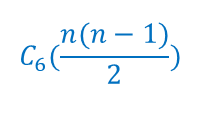 C₆(n(n − 1)/2)